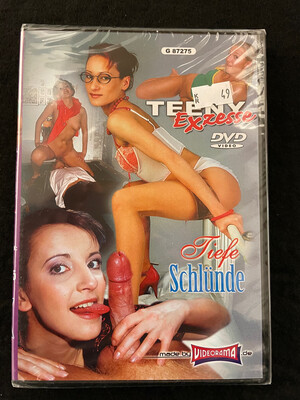 G 87275
49
TEENY
Exzesse
DVD
VIDEO
Tiefe
Schlünde
made by VIDEORAMA.de